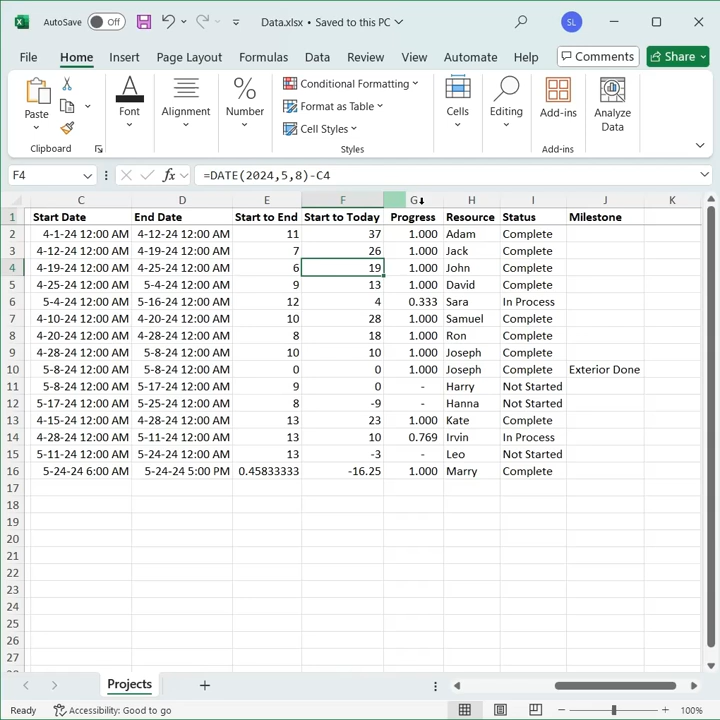 AutoSave Off Data.xlsx • Saved to this PC SL
File Home Insert Page Layout Formulas Data Review View Automate Help Comments Share
Paste Font Alignment Number Conditional Formatting Format as Table Cell Styles Cells Editing Add-ins Analyze Data
Clipboard Styles Add-ins
F4 fx =DATE(2024,5,8)-C4
C D E F G H I J K
1 Start Date End Date Start to End Start to Today Progress Resource Status Milestone
2 4-1-24 12:00 AM 4-12-24 12:00 AM 11 37 1.000 Adam Complete
3 4-12-24 12:00 AM 4-19-24 12:00 AM 7 26 1.000 Jack Complete
4 4-19-24 12:00 AM 4-25-24 12:00 AM 6 19 1.000 John Complete
5 4-25-24 12:00 AM 5-4-24 12:00 AM 9 13 1.000 David Complete
6 5-4-24 12:00 AM 5-16-24 12:00 AM 12 4 0.333 Sara In Process
7 4-10-24 12:00 AM 4-20-24 12:00 AM 10 28 1.000 Samuel Complete
8 4-20-24 12:00 AM 4-28-24 12:00 AM 8 18 1.000 Ron Complete
9 4-28-24 12:00 AM 5-8-24 12:00 AM 10 10 1.000 Joseph Complete
10 5-8-24 12:00 AM 5-8-24 12:00 AM 0 0 1.000 Joseph Complete Exterior Done
11 5-8-24 12:00 AM 5-17-24 12:00 AM 9 0 - Harry Not Started
12 5-17-24 12:00 AM 5-25-24 12:00 AM 8 -9 - Hanna Not Started
13 4-15-24 12:00 AM 4-28-24 12:00 AM 13 23 1.000 Kate Complete
14 4-28-24 12:00 AM 5-11-24 12:00 AM 13 10 0.769 Irvin In Process
15 5-11-24 12:00 AM 5-24-24 12:00 AM 13 -3 - Leo Not Started
16 5-24-24 6:00 AM 5-24-24 5:00 PM 0.45833333 -16.25 1.000 Marry Complete
17
18
19
20
21
22
23
24
25
26
27
Projects
Ready Accessibility: Good to go 100%